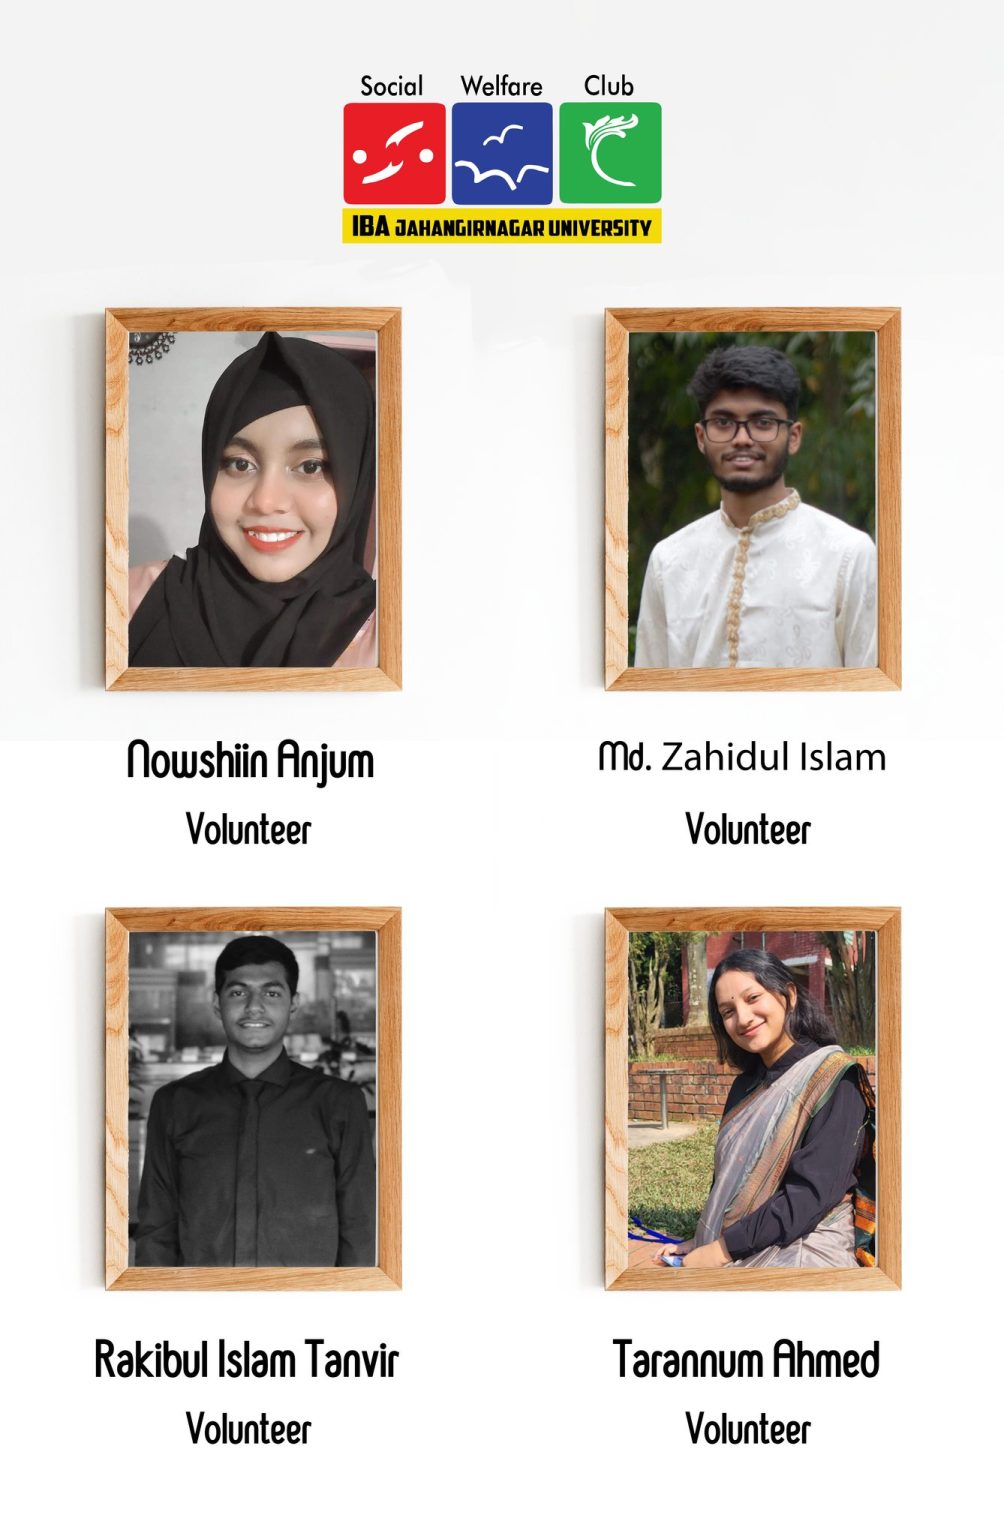 Social Welfare Club
IBA JAHANGIRNAGAR UNIVERSITY
Nowshiin Anjum
Volunteer
Md. Zahidul Islam
Volunteer
Rakibul Islam Tanvir
Volunteer
Tarannum Ahmed
Volunteer